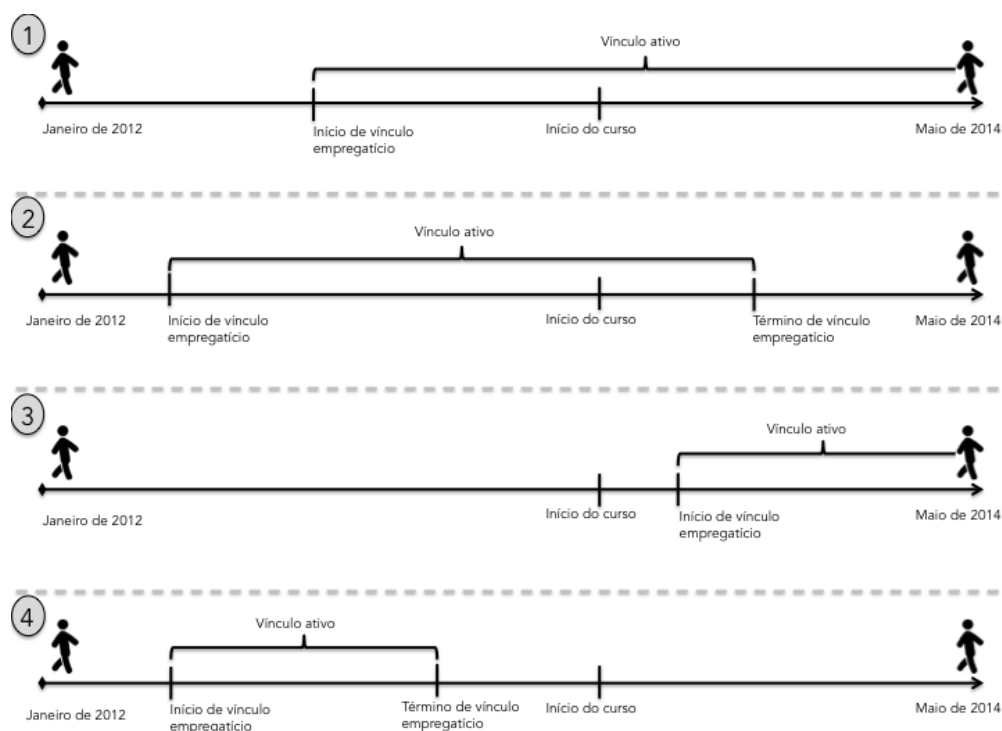 1
Vínculo ativo
Janeiro de 2012
Início de vínculo
empregatício
Início do curso
Maio de 2014
2
Vínculo ativo
Janeiro de 2012
Início de vínculo
empregatício
Início do curso
Término de vínculo
empregatício
Maio de 2014
3
Vínculo ativo
Janeiro de 2012
Início do curso
Início de vínculo
empregatício
Maio de 2014
4
Vínculo ativo
Janeiro de 2012
Início de vínculo
empregatício
Término de vínculo
empregatício
Início do curso
Maio de 2014